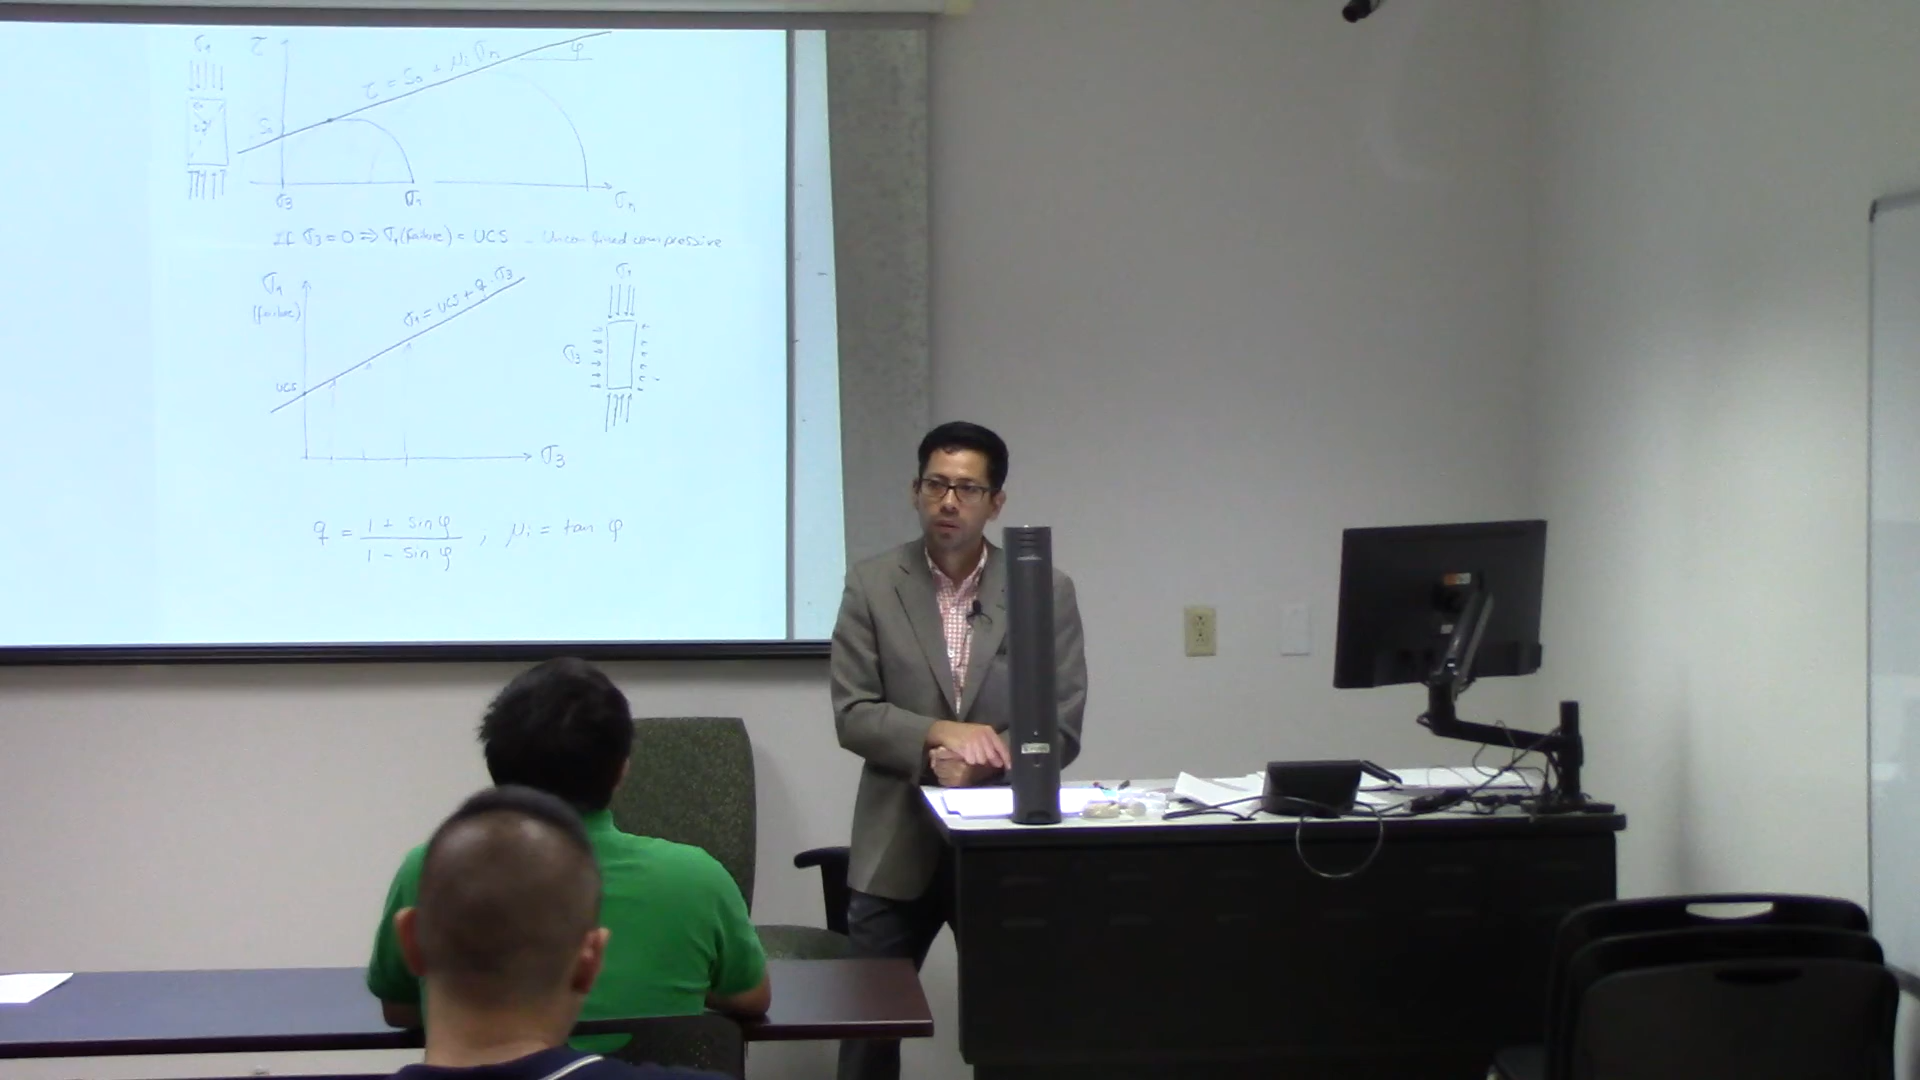 σ1
τ
τ = S0 + μi σn
φ
S0
σ3
σ1
σn
If σ3 = 0 ⇒ σ1 (failure) = UCS - Unconfined compressive
σ1
(failure)
σ1 = UCS + q · σ3
UCS
σ3
σ1
σ3
q = 1 + sin φ / 1 - sin φ ; μi = tan φ